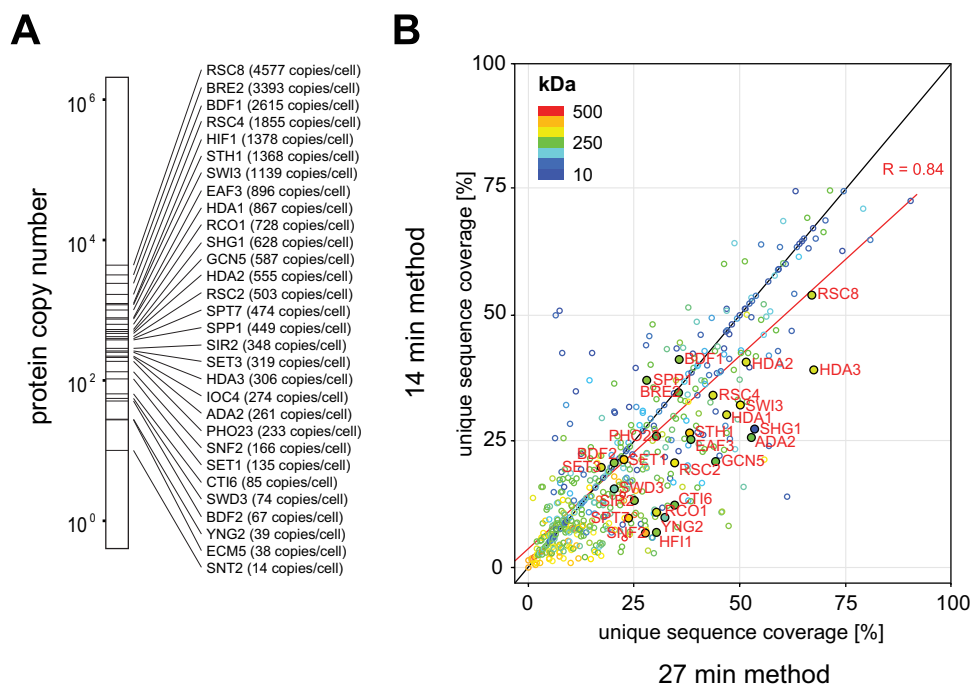 A
protein copy number
10^6
10^4
10^2
10^0
RSC8 (4577 copies/cell)
BRE2 (3393 copies/cell)
BDF1 (2615 copies/cell)
RSC4 (1855 copies/cell)
HIF1 (1378 copies/cell)
STH1 (1368 copies/cell)
SWI3 (1139 copies/cell)
EAF3 (896 copies/cell)
HDA1 (867 copies/cell)
RCO1 (728 copies/cell)
SHG1 (628 copies/cell)
GCN5 (587 copies/cell)
HDA2 (555 copies/cell)
RSC2 (503 copies/cell)
SPT7 (474 copies/cell)
SPP1 (449 copies/cell)
SIR2 (348 copies/cell)
SET3 (319 copies/cell)
HDA3 (306 copies/cell)
IOC4 (274 copies/cell)
ADA2 (261 copies/cell)
PHO23 (233 copies/cell)
SNF2 (166 copies/cell)
SET1 (135 copies/cell)
CTI6 (85 copies/cell)
SWD3 (74 copies/cell)
BDF2 (67 copies/cell)
YNG2 (39 copies/cell)
ECM5 (38 copies/cell)
SNT2 (14 copies/cell)
B
14 min method
unique sequence coverage [%]
100
75
50
25
0
kDa
500
250
10
R = 0.84
RSC8
BDF1
HDA2
HDA3
SPP1
BRE2
RSC4
SWI3
HDA1
SHG1
PHO23
STH1
EAF3
ADA2
BDF2
SET1
SET3
RSC2
GCN5
SWD3
SIR2
CTI6
RCO1
SPT7
YNG2
SNF2
HFI1
0
25
50
75
100
unique sequence coverage [%]
27 min method